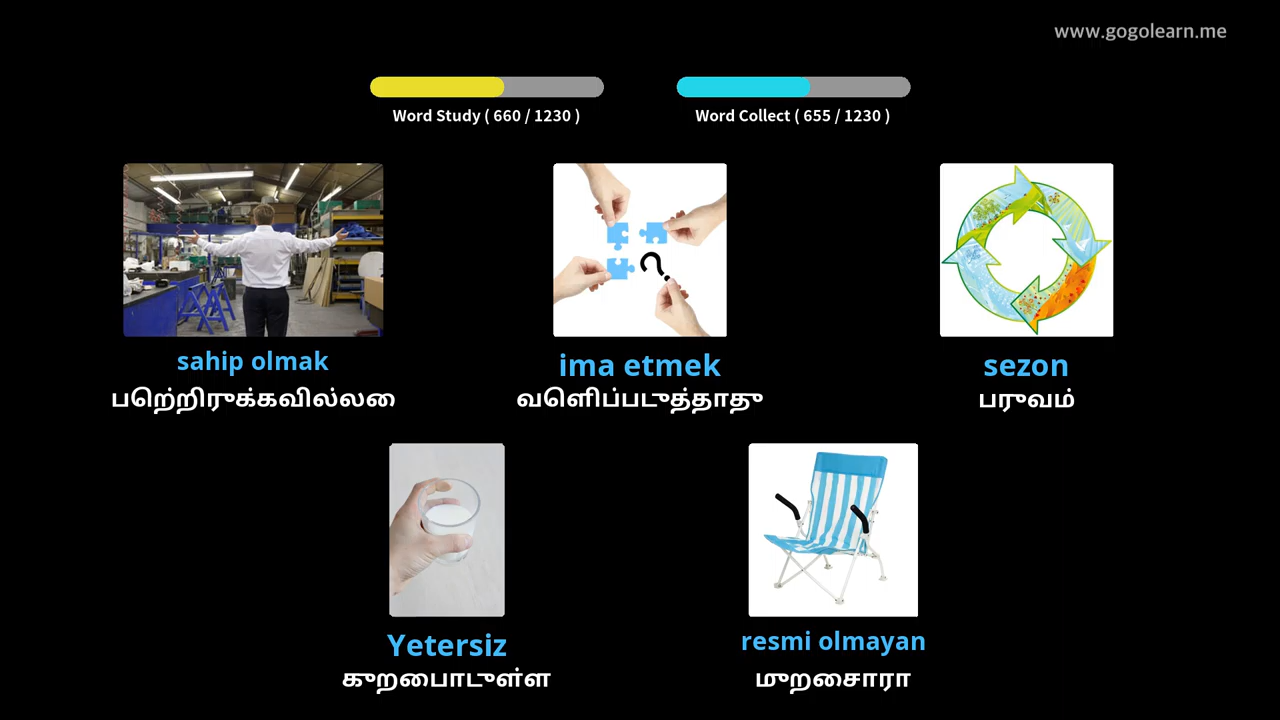 www.gogolearn.me
Word Study ( 660 / 1230 )
Word Collect ( 655 / 1230 )
sahip olmak
பெற்றிருக்கவில்லை
ima etmek
வெளிப்படுத்தாது
sezon
பருவம்
Yetersiz
குறைபாடுள்ள
resmi olmayan
முறைசாரா